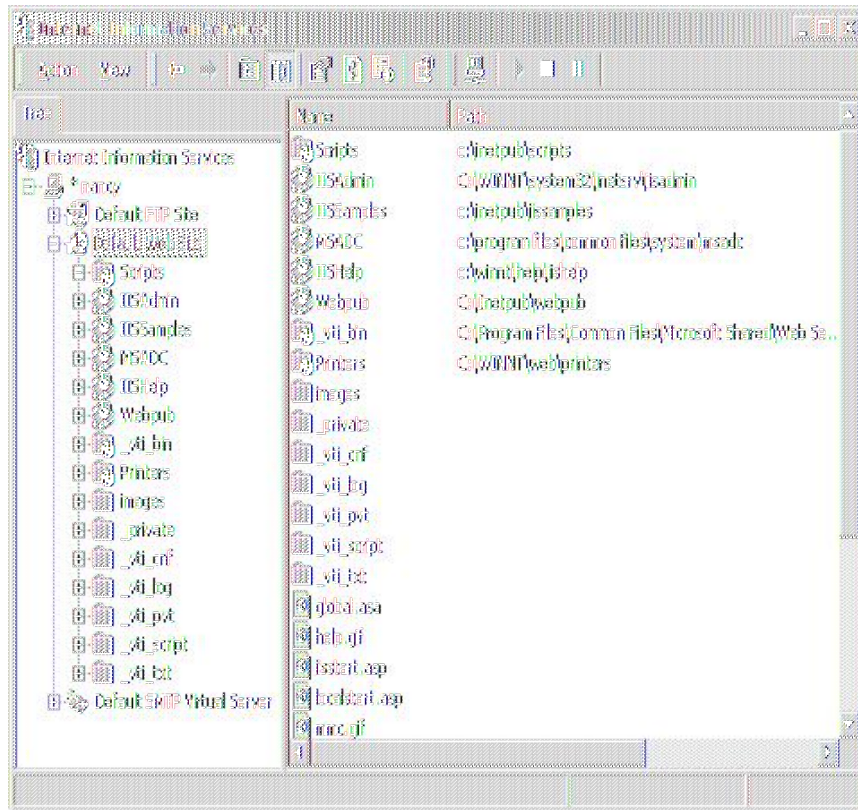 Internet Information Services
Action View
Tree
Name Path
Internet Information Services
* nancy
Default FTP Site
Default Web Site
Scripts
IISAdmin
IISSamples
MSADC
IISHelp
Webpub
_vti_bin
Printers
images
_private
_vti_cnf
_vti_log
_vti_pvt
_vti_script
_vti_txt
Default SMTP Virtual Server
Scripts c:\inetpub\scripts
IISAdmin C:\WINNT\system32\inetsrv\iisadmin
IISSamples c:\inetpub\iissamples
MSADC c:\program files\common files\system\msadc
IISHelp c:\winnt\help\iishelp
Webpub C:\Inetpub\webpub
_vti_bin C:\Program Files\Common Files\Microsoft Shared\Web Se...
Printers C:\WINNT\web\printers
images
_private
_vti_cnf
_vti_log
_vti_pvt
_vti_script
_vti_txt
global.asa
help.gif
iisstart.asp
localstart.asp
mmc.gif